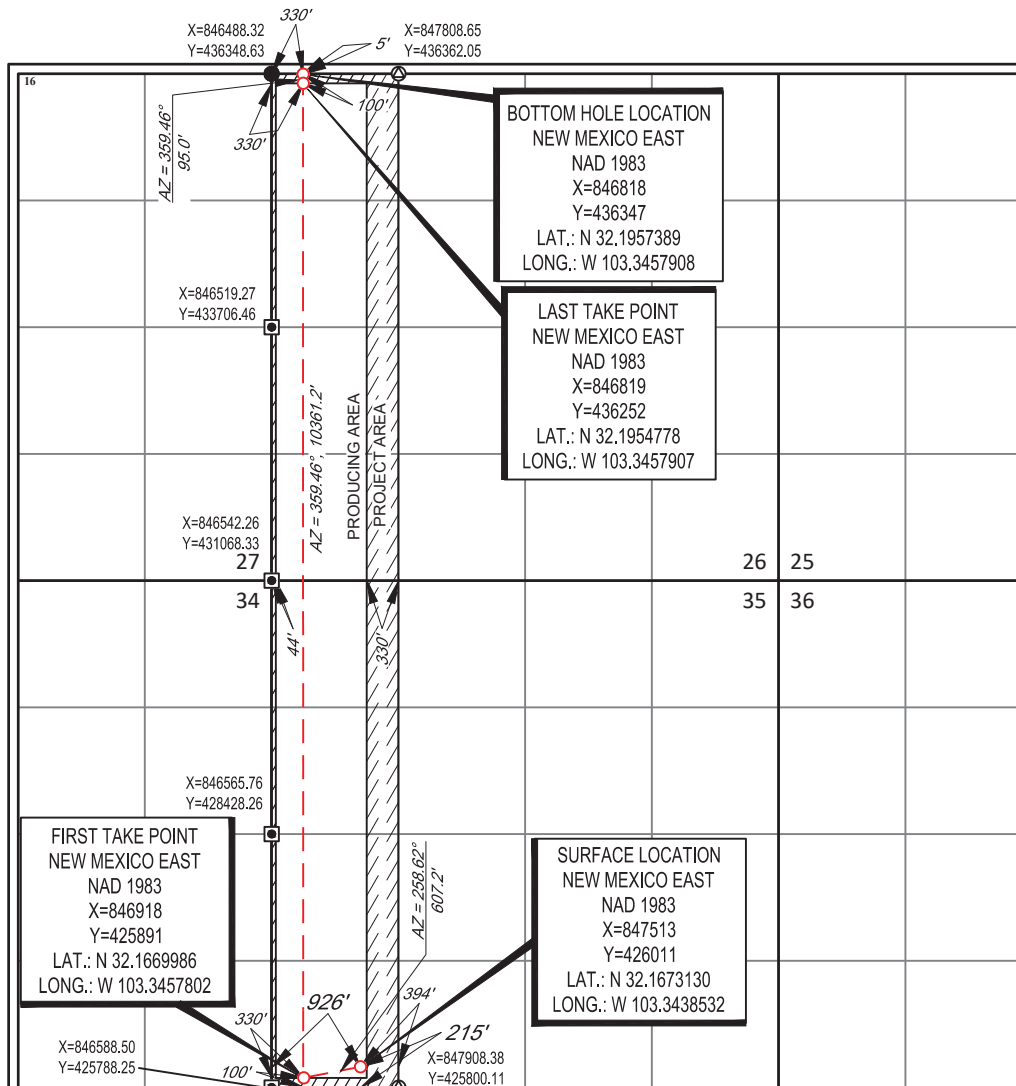 330'
X=846488.32
Y=436348.63
5'
X=847808.65
Y=436362.05
16
100'
330'
AZ = 359.46°
95.0'
BOTTOM HOLE LOCATION
NEW MEXICO EAST
NAD 1983
X=846818
Y=436347
LAT.: N 32.1957389
LONG.: W 103.3457908
X=846519.27
Y=433706.46
LAST TAKE POINT
NEW MEXICO EAST
NAD 1983
X=846819
Y=436252
LAT.: N 32.1954778
LONG.: W 103.3457907
AZ = 359.46°, 10361.2'
PRODUCING AREA
PROJECT AREA
X=846542.26
Y=431068.33
27
26
25
34
35
36
44'
330'
X=846565.76
Y=428428.26
FIRST TAKE POINT
NEW MEXICO EAST
NAD 1983
X=846918
Y=425891
LAT.: N 32.1669986
LONG.: W 103.3457802
AZ = 258.62°
607.2'
SURFACE LOCATION
NEW MEXICO EAST
NAD 1983
X=847513
Y=426011
LAT.: N 32.1673130
LONG.: W 103.3438532
330'
926'
394'
215'
X=846588.50
Y=425788.25
100'
X=847908.38
Y=425800.11